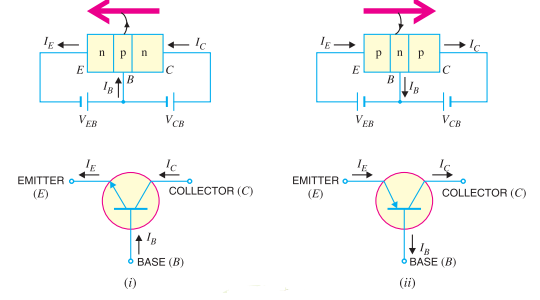 I_E I_C I_E I_C
n p n p n p
E B C E B C
I_B I_B
V_EB V_CB V_EB V_CB
I_E I_C I_E I_C
EMITTER (E) COLLECTOR (C) EMITTER (E) COLLECTOR (C)
I_B I_B
BASE (B) BASE (B)
(i) (ii)